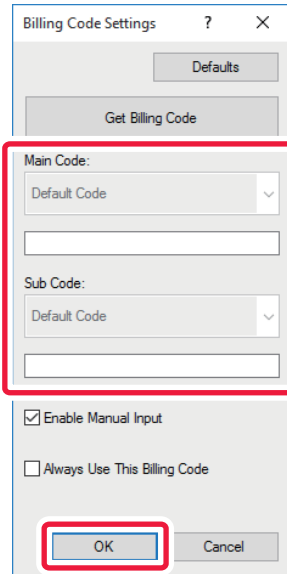 Billing Code Settings ? ×
Defaults
Get Billing Code
Main Code:
Default Code
Sub Code:
Default Code
Enable Manual Input
Always Use This Billing Code
OK Cancel